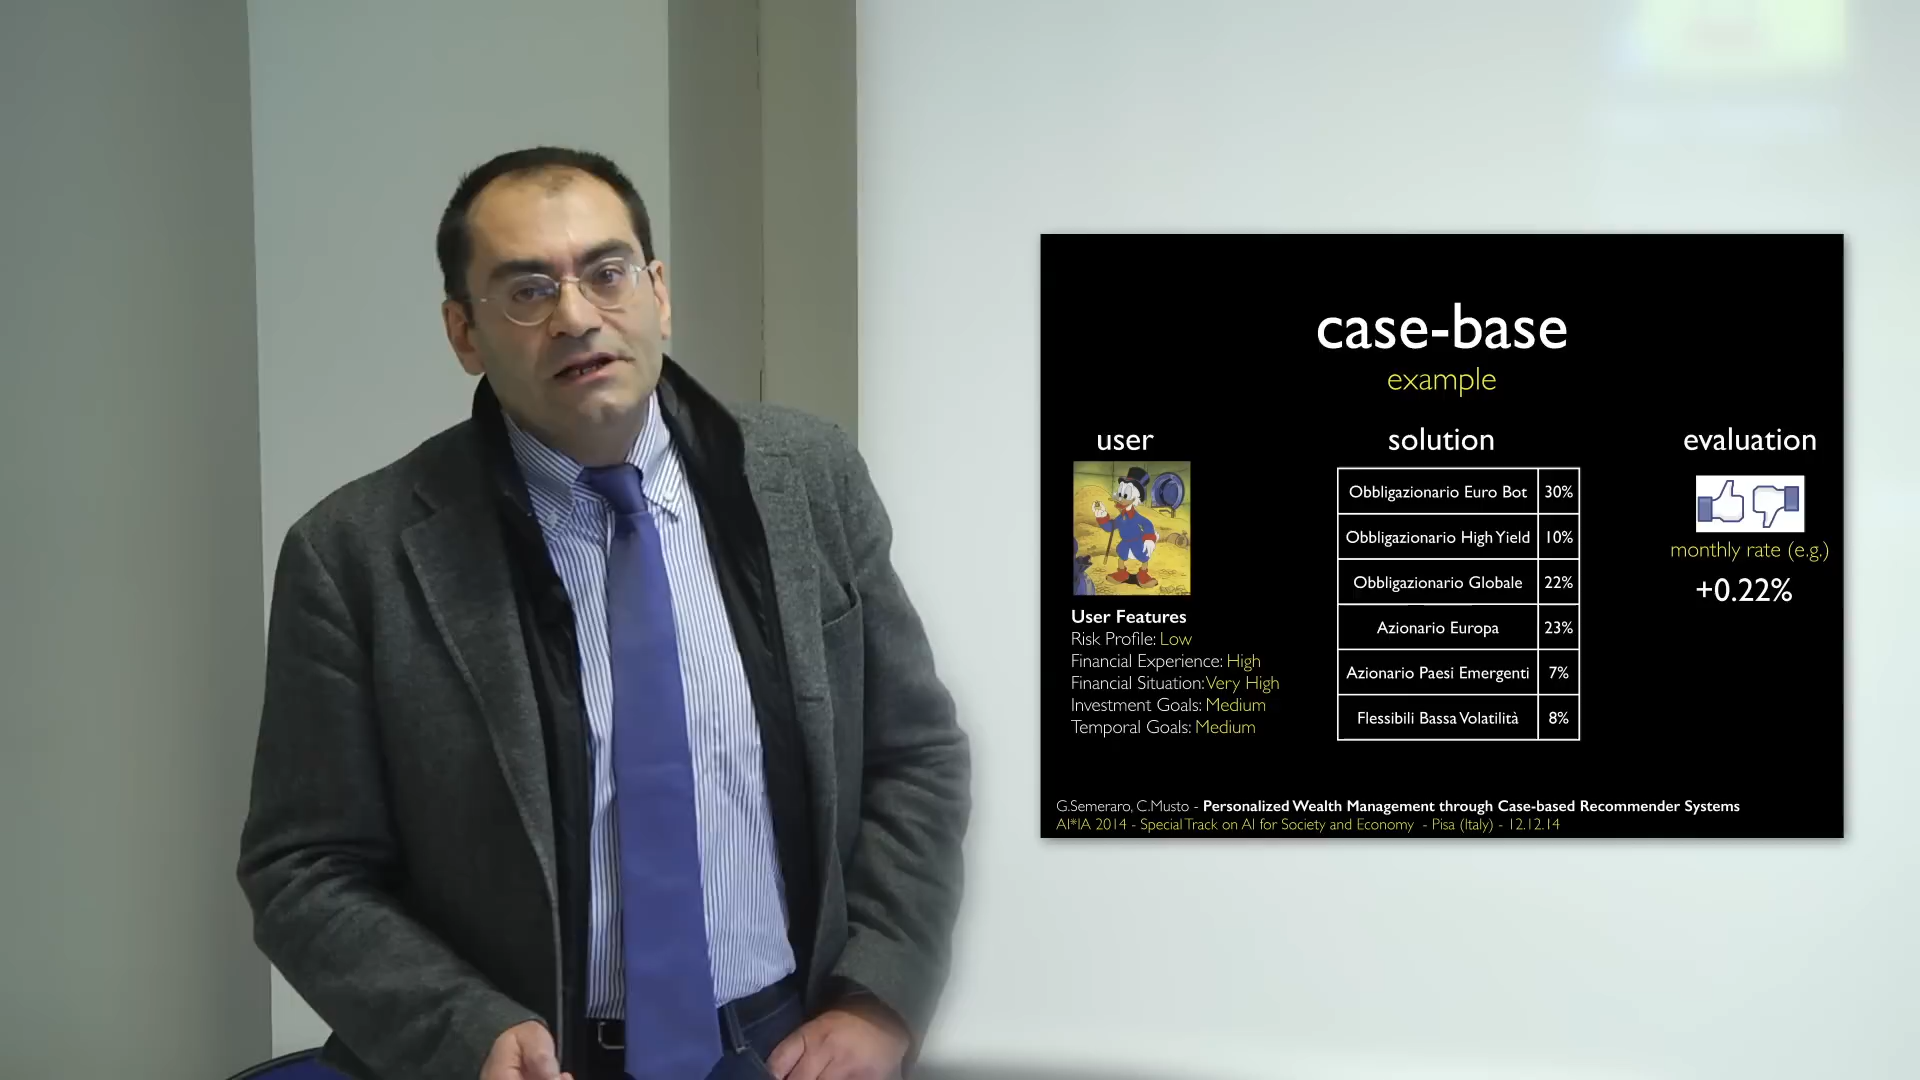 case-base
example
user
solution
evaluation
Obbligazionario Euro Bot 30%
Obbligazionario High Yield 10%
Obbligazionario Globale 22%
Azionario Europa 23%
Azionario Paesi Emergenti 7%
Flessibili Bassa Volatilità 8%
monthly rate (e.g.)
+0.22%
User Features
Risk Profile: Low
Financial Experience: High
Financial Situation: Very High
Investment Goals: Medium
Temporal Goals: Medium
G.Semeraro, C.Musto - Personalized Wealth Management through Case-based Recommender Systems
AI*IA 2014 - Special Track on AI for Society and Economy - Pisa (Italy) - 12.12.14